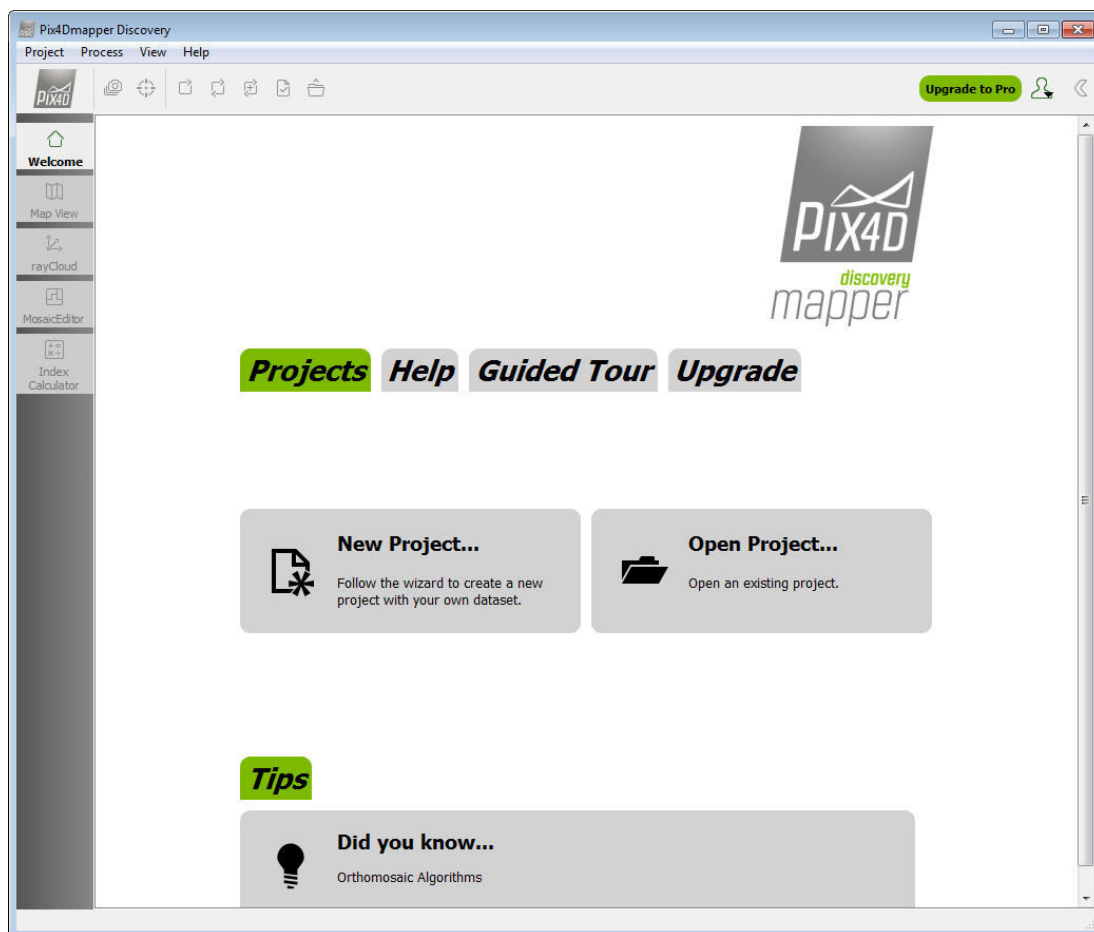 Pix4Dmapper Discovery
Project Process View Help
PIX4D
Upgrade to Pro
Welcome
Map View
rayCloud
MosaicEditor
Index
Calculator
PIX4D
discovery
mapper
Projects Help Guided Tour Upgrade
New Project...
Follow the wizard to create a new
project with your own dataset.
Open Project...
Open an existing project.
Tips
Did you know...
Orthomosaic Algorithms